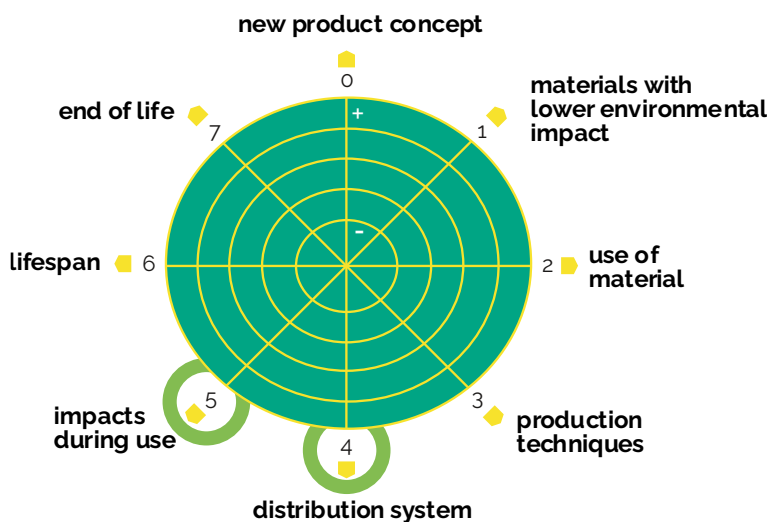 new product concept
0
materials with
lower environmental
impact
1
end of life
7
+
-
lifespan
6
2
use of
material
5
impacts
during use
3
production
techniques
4
distribution system